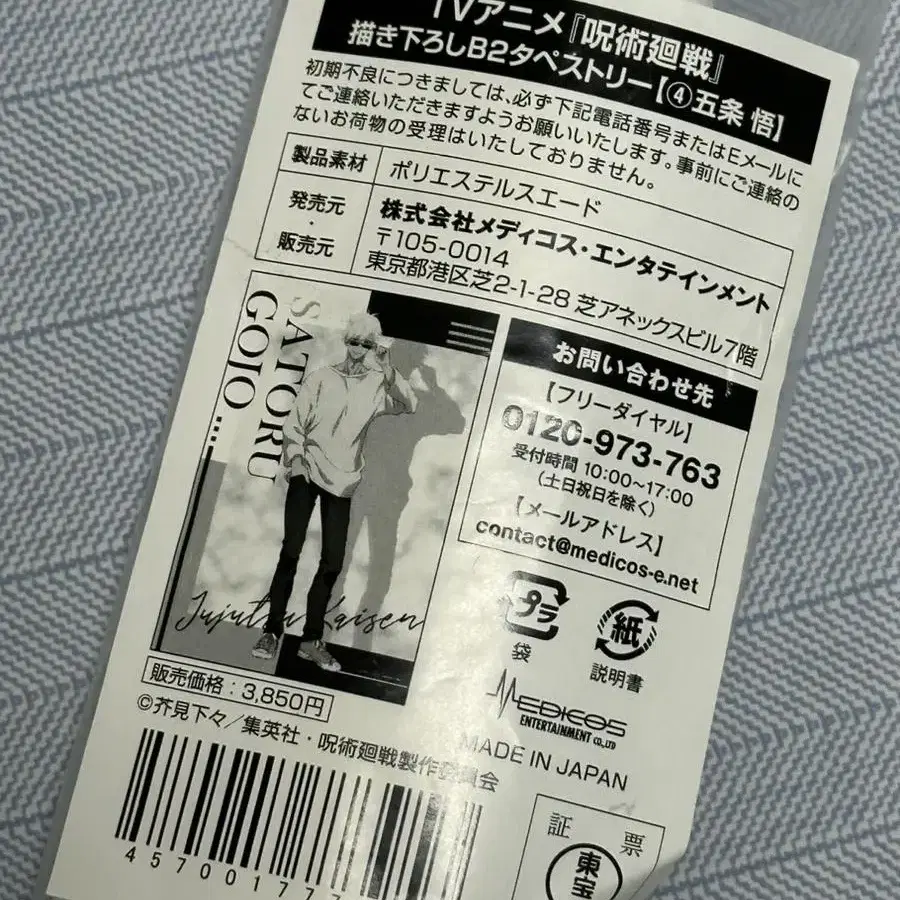 TVアニメ『呪術廻戦』
描き下ろしB2タペストリー【④五条 悟】
初期不良につきましては、必ず下記電話番号またはEメールに
てご連絡いただきますようお願いいたします。事前にご連絡の
ないお荷物の受理はいたしておりません。
製品素材
ポリエステルスエード
発売元
・
販売元
株式会社メディコス・エンタテインメント
〒105-0014
東京都港区芝2-1-28 芝アネックスビル7階
SATORU
GOJO...
Jujutsu Kaisen
お問い合わせ先
【フリーダイヤル】
0120-973-763
受付時間 10:00~17:00
(土日祝日を除く)
【メールアドレス】
contact@medicos-e.net
プラ
袋
紙
説明書
MEDICOS
ENTERTAINMENT CO.,LTD
MADE IN JAPAN
販売価格:3,850円
©芥見下々/集英社・呪術廻戦製作委員会
証 票
東宝